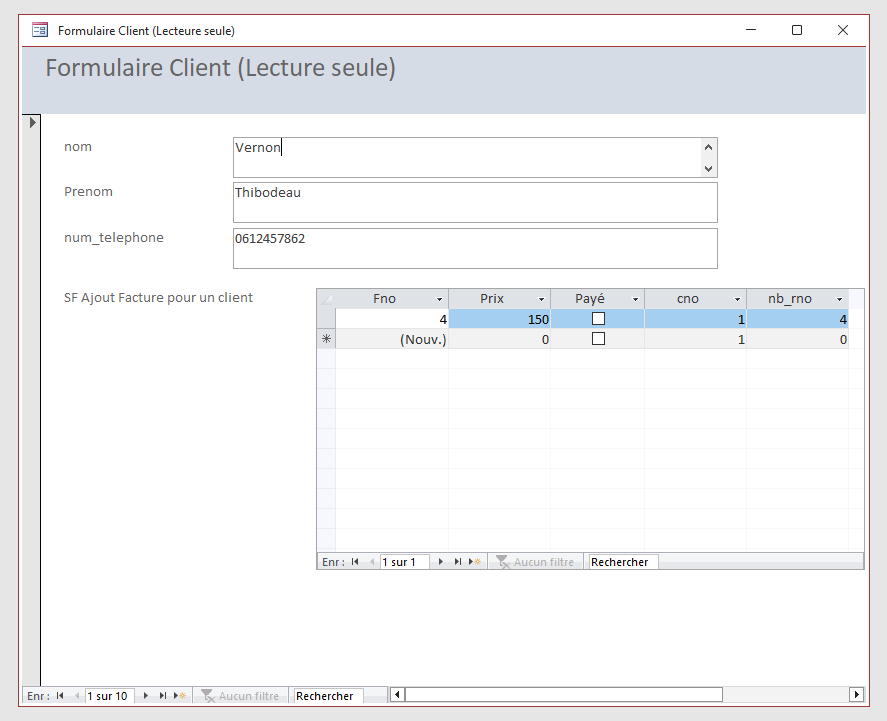 Formulaire Client (Lecteure seule)
Formulaire Client (Lecture seule)
nom Vernon
Prenom Thibodeau
num_telephone 0612457862
SF Ajout Facture pour un client
Fno Prix Payé cno nb_rno
4 150 1 4
(Nouv.) 0 1 0
Enr : 1 sur 1 Aucun filtre Rechercher
Enr : 1 sur 10 Aucun filtre Rechercher